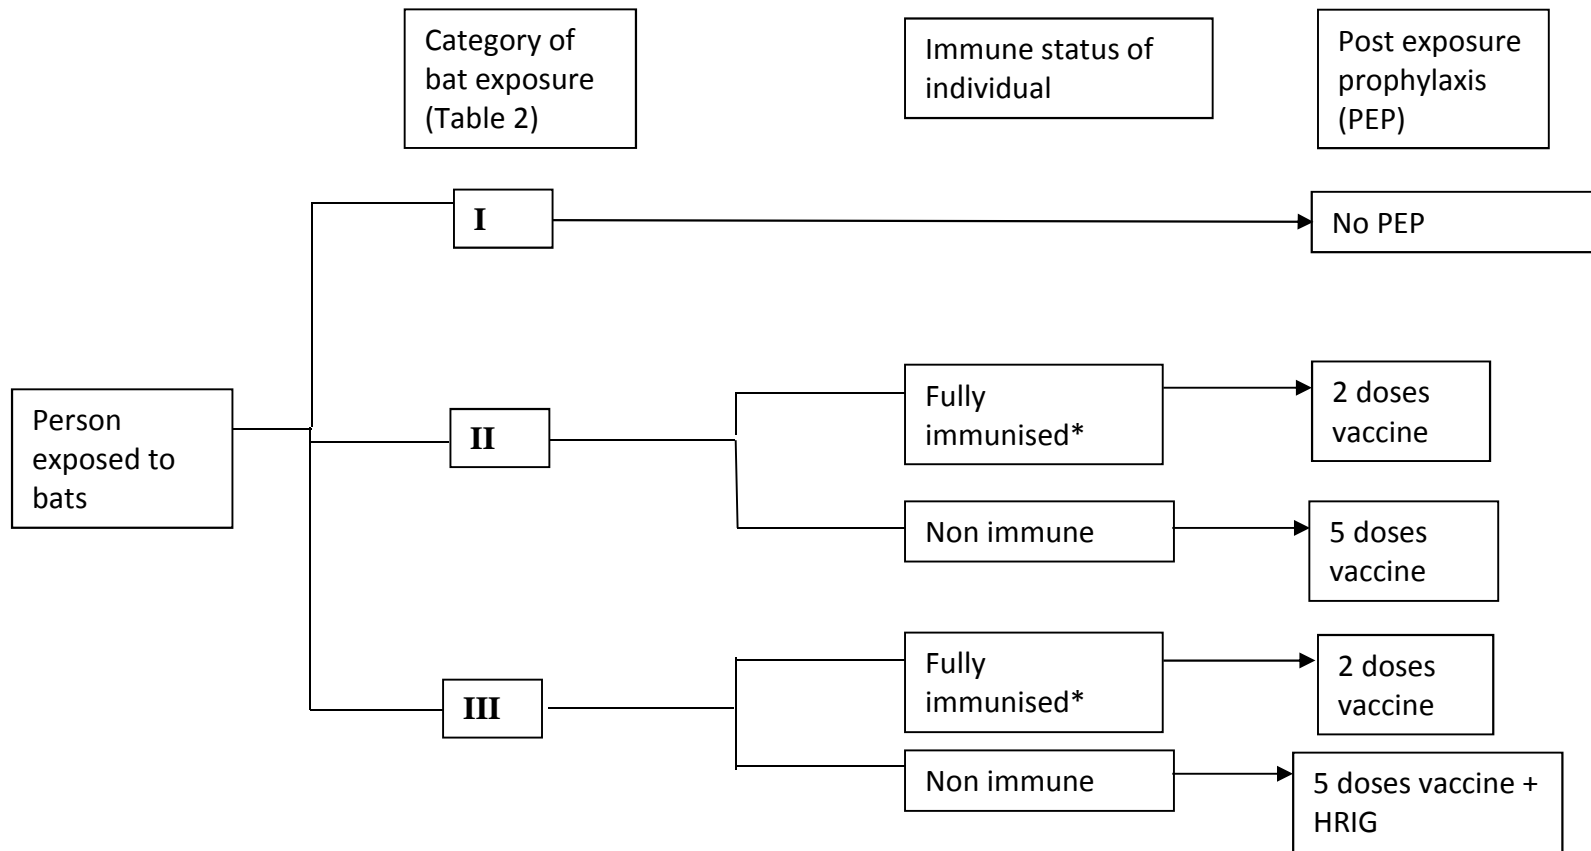 Category of
bat exposure
(Table 2)
Immune status of
individual
Post exposure
prophylaxis
(PEP)
I
No PEP
Person
exposed to
bats
II
Fully
immunised*
2 doses
vaccine
Non immune
5 doses
vaccine
III
Fully
immunised*
2 doses
vaccine
Non immune
5 doses vaccine +
HRIG